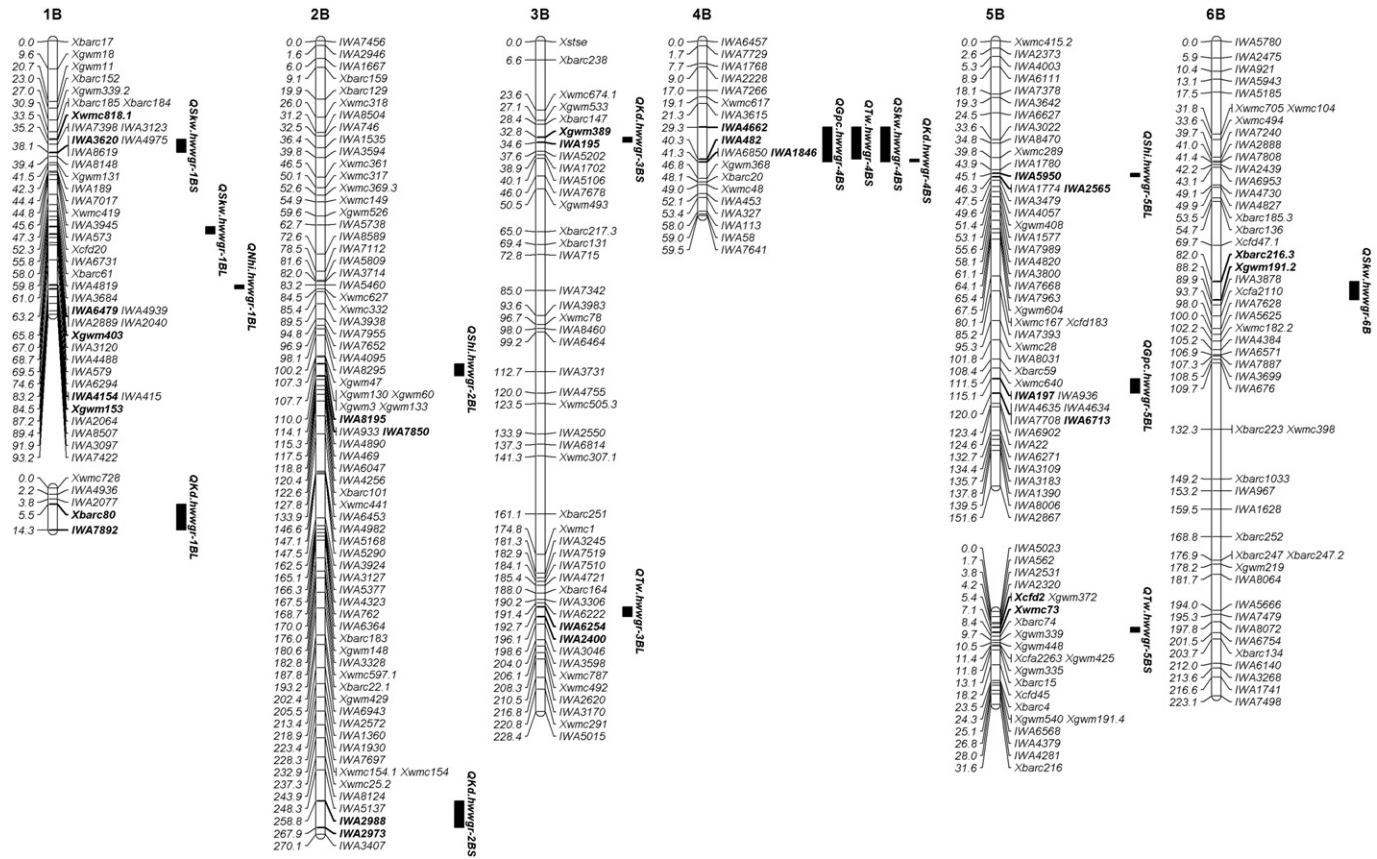 1B
0.0 Xbarc17
9.6 Xgwm18
20.7 Xgwm11
23.0 Xbarc152
27.0 Xgwm339.2
30.9 Xbarc185 Xbarc184
33.5 Xwmc818.1
35.2 IWA7398 IWA3123
38.1 IWA3620 IWA4975
IWA8619
39.4 IWA8148
41.5 Xgwm131
42.3 IWA189
44.4 IWA7017
44.8 Xwmc419
45.6 IWA3945
47.3 IWA573
52.3 Xcfd20
55.8 IWA6731
58.0 Xbarc61
59.8 IWA4819
61.0 IWA3684
63.2 IWA6479 IWA4939
IWA2889 IWA2040
65.8 Xgwm403
67.0 IWA3120
68.7 IWA4488
69.5 IWA579
74.6 IWA6294
83.2 IWA4154 IWA415
84.5 Xgwm153
87.2 IWA2064
89.4 IWA8507
91.9 IWA3097
93.2 IWA7422
QSkw.hwwgr-1BS
QSkw.hwwgr-1BL
QNhi.hwwgr-1BL
0.0 Xwmc728
2.2 IWA4936
3.8 IWA2077
5.5 Xbarc80
14.3 IWA7892
QKd.hwwgr-1BL
2B
0.0 IWA7456
1.6 IWA2946
6.0 IWA1667
9.1 Xbarc159
19.9 Xbarc129
26.0 Xwmc318
31.2 IWA8504
32.5 IWA746
36.4 IWA1535
39.8 IWA3594
46.5 Xwmc361
50.1 Xwmc317
52.6 Xwmc369.3
54.9 Xwmc149
59.6 Xgwm526
62.7 IWA5738
72.6 IWA8589
78.5 IWA7112
81.6 IWA5809
82.0 IWA3714
83.2 IWA5460
84.5 Xwmc627
85.4 Xwmc332
89.5 IWA3938
94.8 IWA7955
96.9 IWA7652
98.1 IWA4095
100.2 IWA8295
107.3 Xgwm47
107.7 Xgwm130 Xgwm60
Xgwm3 Xgwm133
110.0 IWA8195
114.1 IWA933 IWA7850
115.3 IWA4890
117.5 IWA469
118.8 IWA6047
120.4 IWA4256
122.6 Xbarc101
127.8 Xwmc441
133.9 IWA6453
146.6 IWA4982
147.1 IWA5168
147.5 IWA5290
162.5 IWA3924
165.1 IWA3127
166.3 IWA5377
167.5 IWA4323
168.7 IWA762
170.0 IWA6364
176.0 Xbarc183
180.6 Xgwm148
182.8 IWA3328
187.8 Xwmc597.1
193.2 Xbarc22.1
202.4 Xgwm429
205.5 IWA6943
213.4 IWA2572
218.9 IWA1360
223.4 IWA1930
228.3 IWA7697
232.9 Xwmc154.1 Xwmc154
237.3 Xwmc25.2
243.9 IWA8124
248.3 IWA5137
258.8 IWA2988
267.9 IWA2973
270.1 IWA3407
QShi.hwwgr-2BL
QKd.hwwgr-2BS
3B
0.0 Xstse
6.6 Xbarc238
23.6 Xwmc674.1
27.1 Xgwm533
28.4 Xbarc147
32.8 Xgwm389
34.6 IWA195
37.6 IWA5202
38.9 IWA1702
40.1 IWA5106
46.0 IWA7678
50.5 Xgwm493
65.0 Xbarc217.3
69.4 Xbarc131
72.8 IWA715
85.0 IWA7342
93.6 IWA3983
96.7 Xwmc78
98.0 IWA8460
99.2 IWA6464
112.7 IWA3731
120.0 IWA4755
123.5 Xwmc505.3
133.9 IWA2550
137.3 IWA6814
141.3 Xwmc307.1
161.1 Xbarc251
174.8 Xwmc1
181.3 IWA3245
182.9 IWA7519
184.1 IWA7510
185.4 IWA4721
188.0 Xbarc164
190.2 IWA3306
191.4 IWA6222
192.7 IWA6254
196.1 IWA2400
198.6 IWA3046
204.0 IWA3598
206.1 Xwmc787
208.3 Xwmc492
210.5 IWA2620
216.8 IWA3170
220.8 Xwmc291
228.4 IWA5015
QKd.hwwgr-3BS
QTw.hwwgr-3BL
4B
0.0 IWA6457
1.7 IWA7729
7.7 IWA1768
9.0 IWA2228
17.0 IWA7266
19.1 Xwmc617
21.3 IWA3615
29.3 IWA4662
40.3 IWA482
41.3 IWA6850 IWA1846
46.8 Xgwm368
48.1 Xbarc20
49.0 Xwmc48
52.1 IWA453
53.4 IWA327
58.0 IWA113
59.0 IWA58
59.5 IWA7641
QGpc.hwwgr-4BS
QTw.hwwgr-4BS
QSkw.hwwgr-4BS
QKd.hwwgr-4BS
5B
0.0 Xwmc415.2
2.6 IWA2373
5.3 IWA4003
8.9 IWA6111
17.9 IWA7378
19.3 IWA3642
24.5 IWA6627
33.6 IWA3022
34.8 IWA8470
39.2 Xwmc289
43.9 IWA1780
45.1 IWA5950
46.3 IWA1774 IWA2565
47.5 IWA3479
49.6 IWA4057
51.4 Xgwm408
53.1 IWA1577
55.6 IWA7989
58.1 IWA4820
61.1 IWA3800
64.1 IWA7668
65.4 IWA7963
67.5 Xgwm604
80.1 Xwmc167 Xcfd183
85.2 IWA7393
95.3 Xwmc28
101.8 IWA8031
108.4 Xbarc59
111.5 Xwmc640
115.1 IWA197 IWA936
120.0 IWA4635 IWA4634
IWA7708 IWA6713
123.4 IWA6902
124.6 IWA22
132.7 IWA6271
134.4 IWA3109
135.7 IWA3183
137.8 IWA1390
139.5 IWA8006
151.6 IWA2867
QShi.hwwgr-5BL
QGpc.hwwgr-5BL
0.0 IWA5023
1.7 IWA562
3.8 IWA2531
4.2 IWA2320
5.4 Xcfd2 Xgwm372
7.1 Xwmc73
8.4 Xbarc74
9.7 Xgwm339
10.5 Xgwm448
11.4 Xcfa2263 Xgwm425
11.8 Xgwm335
13.1 Xbarc15
18.2 Xcfd45
23.5 Xbarc4
24.3 Xgwm540 Xgwm191.4
25.1 IWA6568
26.8 IWA4379
28.0 IWA4281
31.6 Xbarc216
QTw.hwwgr-5BS
6B
0.0 IWA5780
5.9 IWA2475
10.4 IWA921
13.1 IWA5943
17.5 IWA5185
31.8 Xwmc705 Xwmc104
33.6 Xwmc494
39.7 IWA7240
41.0 IWA2888
41.4 IWA7808
42.2 IWA2439
43.1 IWA6953
49.1 IWA4730
49.9 IWA4827
53.5 Xbarc185.3
54.7 Xbarc136
69.7 Xcfd47.1
82.0 Xbarc216.3
88.2 Xgwm191.2
89.9 IWA3878
93.7 Xcfa2110
98.0 IWA7628
100.0 IWA5625
102.2 Xwmc182.2
105.2 IWA4384
106.9 IWA6571
107.3 IWA7887
108.5 IWA3699
109.7 IWA676
132.3 Xbarc223 Xwmc398
149.2 Xbarc1033
153.2 IWA967
159.5 IWA1628
168.8 Xbarc252
176.9 Xbarc247 Xbarc247.2
178.2 Xgwm219
181.7 IWA8064
194.0 IWA5666
195.3 IWA7479
197.8 IWA8072
201.5 IWA6754
203.7 Xbarc134
212.0 IWA6140
213.6 IWA3268
216.6 IWA1741
223.1 IWA7498
QSkw.hwwgr-6B